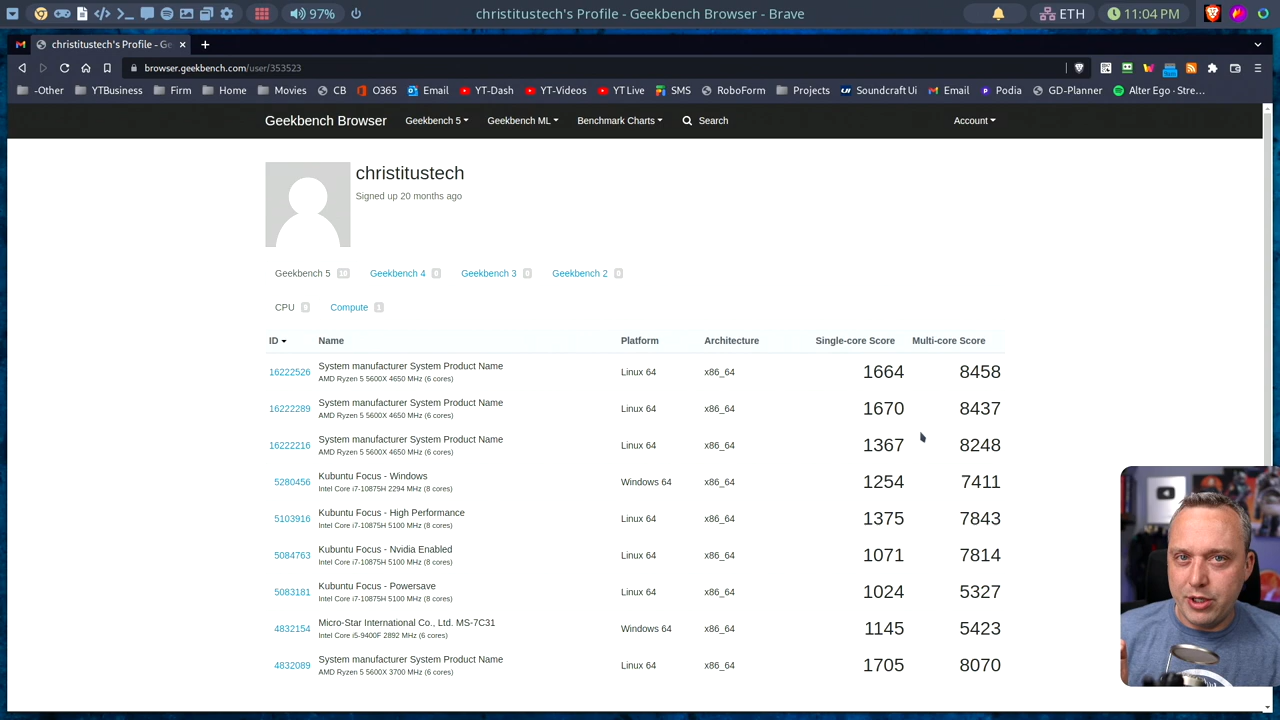 97%
christitustech's Profile - Geekbench Browser - Brave
ETH
11:04 PM
christitustech's Profile - Ge
browser.geekbench.com/user/353523
-Other
YTBusiness
Firm
Home
Movies
CB
O365
Email
YT-Dash
YT-Videos
YT Live
SMS
RoboForm
Projects
Soundcraft Ui
Email
Podia
GD-Planner
Alter Ego - Stre…
Geekbench Browser
Geekbench 5
Geekbench ML
Benchmark Charts
Search
Account
christitustech
Signed up 20 months ago
Geekbench 5 10
Geekbench 4 0
Geekbench 3 0
Geekbench 2 0
CPU 9
Compute 1
ID Name Platform Architecture Single-core Score Multi-core Score
16222526 System manufacturer System Product Name Linux 64 x86_64 1664 8458
AMD Ryzen 5 5600X 4650 MHz (6 cores)
16222289 System manufacturer System Product Name Linux 64 x86_64 1670 8437
AMD Ryzen 5 5600X 4650 MHz (6 cores)
16222216 System manufacturer System Product Name Linux 64 x86_64 1367 8248
AMD Ryzen 5 5600X 4650 MHz (6 cores)
5280456 Kubuntu Focus - Windows Windows 64 x86_64 1254 7411
Intel Core i7-10875H 2294 MHz (8 cores)
5103916 Kubuntu Focus - High Performance Linux 64 x86_64 1375 7843
Intel Core i7-10875H 5100 MHz (8 cores)
5084763 Kubuntu Focus - Nvidia Enabled Linux 64 x86_64 1071 7814
Intel Core i7-10875H 5100 MHz (8 cores)
5083181 Kubuntu Focus - Powersave Linux 64 x86_64 1024 5327
Intel Core i7-10875H 5100 MHz (8 cores)
4832154 Micro-Star International Co., Ltd. MS-7C31 Windows 64 x86_64 1145 5423
Intel Core i5-9400F 2892 MHz (6 cores)
4832089 System manufacturer System Product Name Linux 64 x86_64 1705 8070
AMD Ryzen 5 5600X 3700 MHz (6 cores)